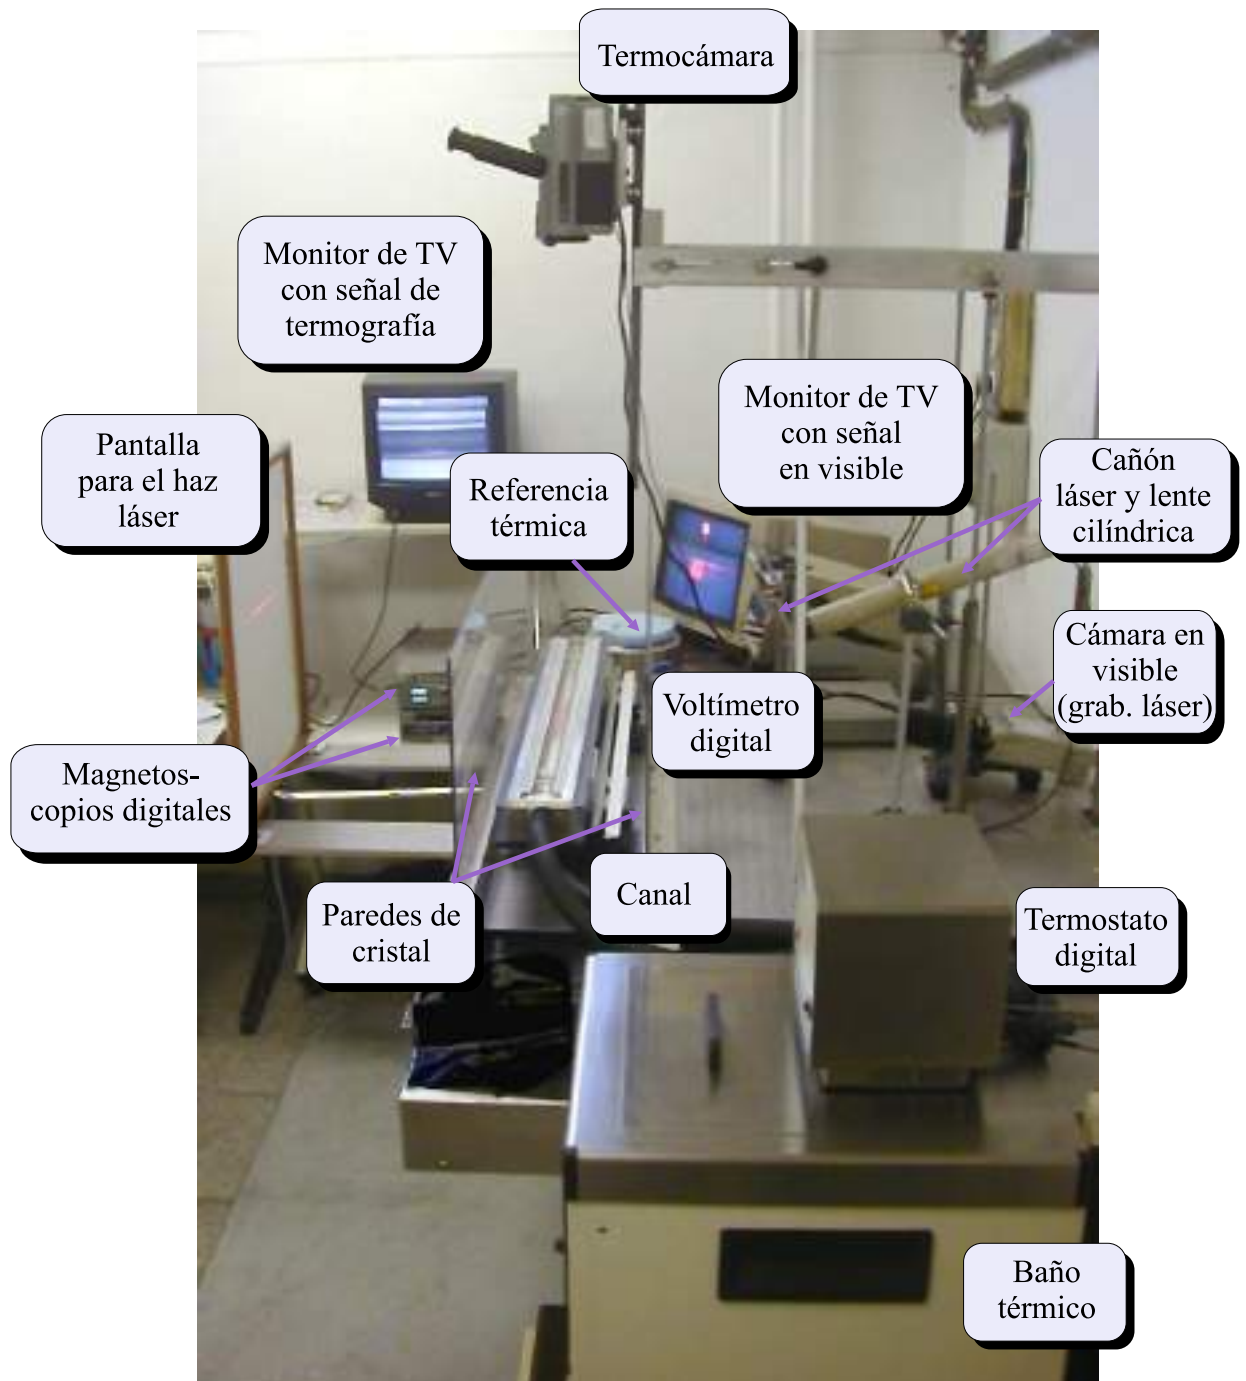 Termocámara
Monitor de TV
con señal de
termografía
Monitor de TV
con señal
en visible
Pantalla
para el haz
láser
Referencia
térmica
Cañón
láser y lente
cilíndrica
Cámara en
visible
(grab. láser)
Voltímetro
digital
Magnetos-
copios digitales
Paredes de
cristal
Canal
Termostato
digital
Baño
térmico